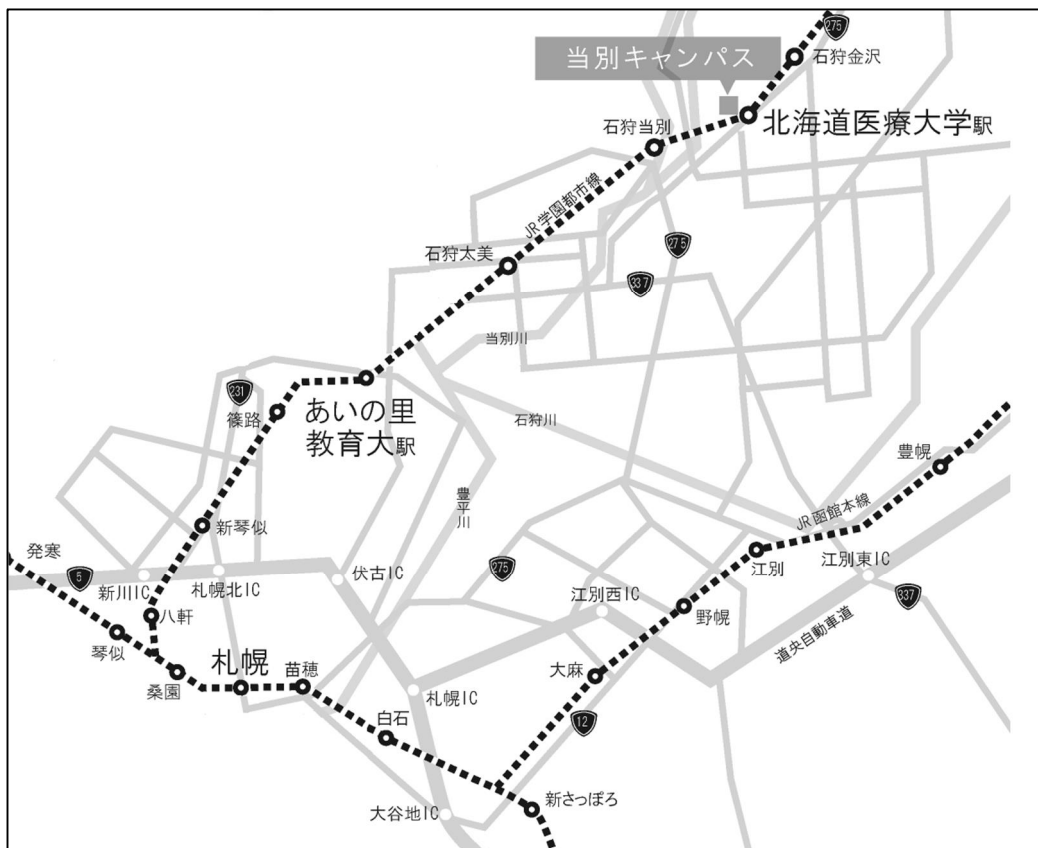 275
当別キャンパス
石狩金沢
北海道医療大学駅
石狩当別
JR学園都市線
275
石狩太美
337
当別川
231
篠路
あいの里
教育大駅
石狩川
豊幌
豊平川
JR函館本線
新琴似
発寒
5
新川IC
札幌北IC
伏古IC
275
江別
江別東IC
337
江別西IC
野幌
八軒
琴似
道央自動車道
桑園
札幌
苗穂
大麻
札幌IC
12
白石
大谷地IC
新さっぽろ